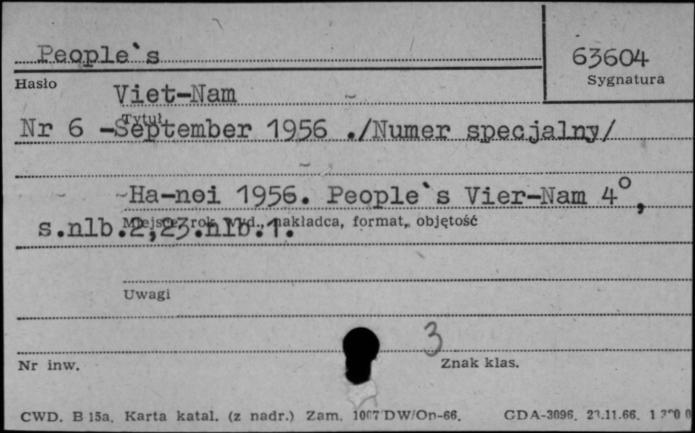 People`s
63604
Hasło
Sygnatura
Viet-Nam
Tytuł
Nr 6 -September 1956 ./Numer specjalny/
-Ha-noi 1956. People`s Vier-Nam 4°,
Miejsce, rok wyd., nakładca, format, objętość
s.nlb.2,23.nlb.1.
Uwagi
3
Nr inw.
Znak klas.
CWD. B 15a. Karta katal. (z nadr.) Zam. 1007 DW/On-66. GDA-3096. 21.11.66.